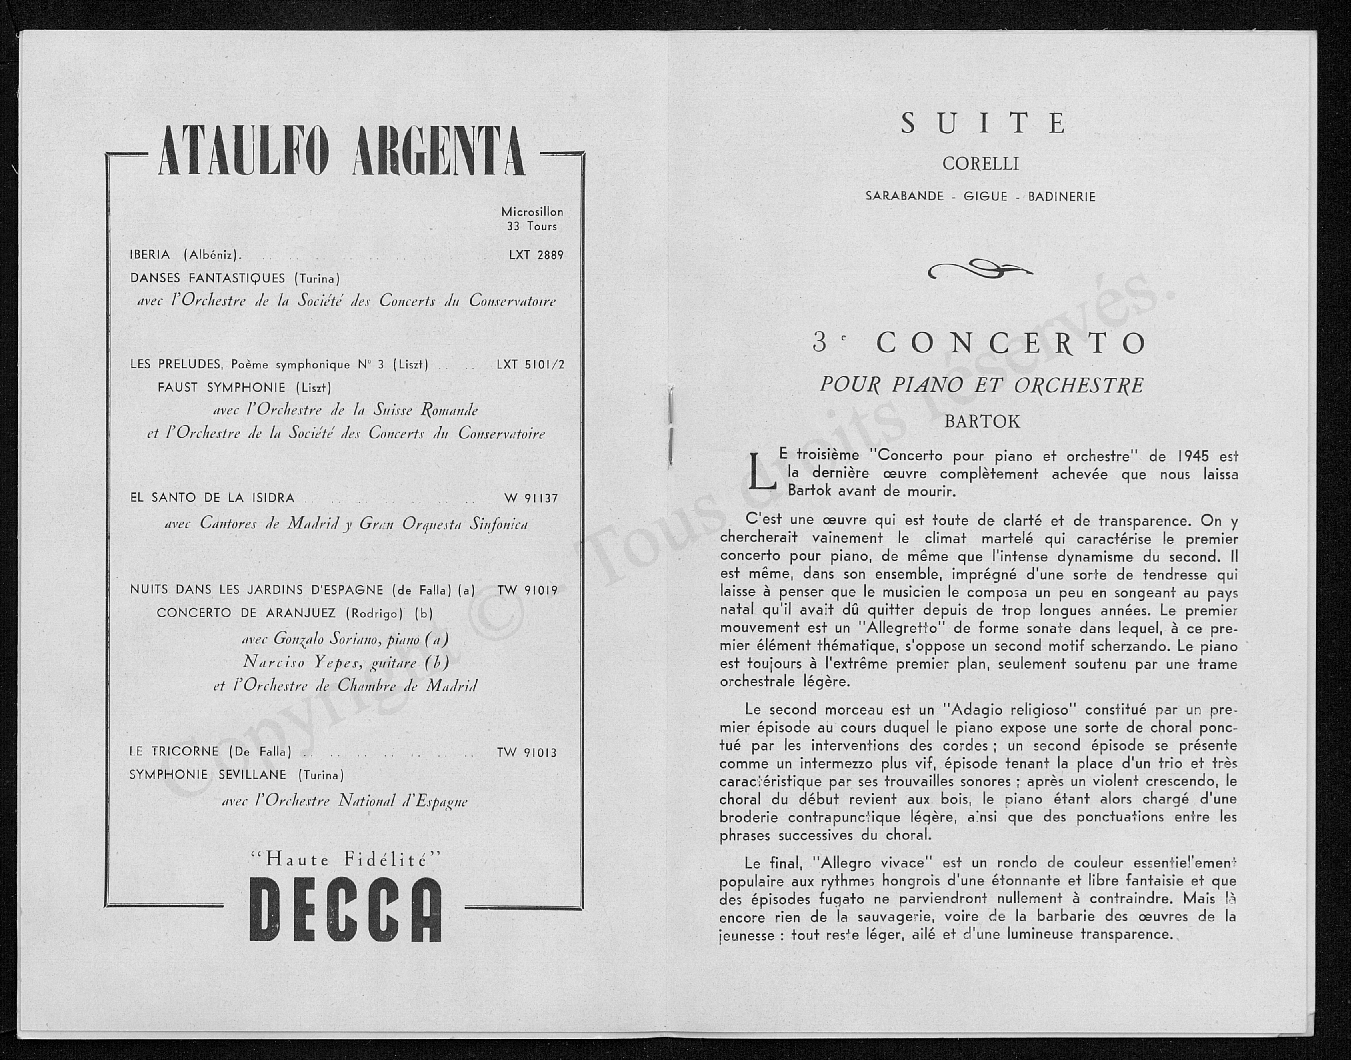 ATAULFO ARGENTA
Microsillon
33 Tours
IBERIA (Albéniz). . . . . . . . . . . LXT 2889
DANSES FANTASTIQUES (Turina)
avec l'Orchestre de la Société des Concerts du Conservatoire
LES PRELUDES, Poème symphonique N° 3 (Liszt) . . . . LXT 5101/2
FAUST SYMPHONIE (Liszt)
avec l'Orchestre de la Suisse Romande
et l'Orchestre de la Société des Concerts du Conservatoire
EL SANTO DE LA ISIDRA . . . . . . . . . W 91137
avec Cantores de Madrid y Gran Orquesta Sinfonica
NUITS DANS LES JARDINS D'ESPAGNE (de Falla) (a) TW 91019
CONCERTO DE ARANJUEZ (Rodrigo) (b)
avec Gonzalo Soriano, piano (a)
Narciso Yepes, guitare (b)
et l'Orchestre de Chambre de Madrid
LE TRICORNE (De Falla) . . . . . . . . TW 91013
SYMPHONIE SEVILLANE (Turina)
avec l'Orchestre National d'Espagne
"Haute Fidélité"
DECCA
SUITE
CORELLI
SARABANDE - GIGUE - BADINERIE
3e CONCERTO
POUR PIANO ET ORCHESTRE
BARTOK
LE troisième "Concerto pour piano et orchestre" de 1945 est
la dernière œuvre complètement achevée que nous laissa
Bartok avant de mourir.
C'est une œuvre qui est toute de clarté et de transparence. On y
chercherait vainement le climat martelé qui caractérise le premier
concerto pour piano, de même que l'intense dynamisme du second. Il
est même, dans son ensemble, imprégné d'une sorte de tendresse qui
laisse à penser que le musicien le composa un peu en songeant au pays
natal qu'il avait dû quitter depuis de trop longues années. Le premier
mouvement est un "Allegretto" de forme sonate dans lequel, à ce pre-
mier élément thématique, s'oppose un second motif scherzando. Le piano
est toujours à l'extrême premier plan, seulement soutenu par une trame
orchestrale légère.
Le second morceau est un "Adagio religioso" constitué par un pre-
mier épisode au cours duquel le piano expose une sorte de choral ponc-
tué par les interventions des cordes ; un second épisode se présente
comme un intermezzo plus vif, épisode tenant la place d'un trio et très
caractéristique par ses trouvailles sonores ; après un violent crescendo, le
choral du début revient aux bois, le piano étant alors chargé d'une
broderie contrapunctique légère, ainsi que des ponctuations entre les
phrases successives du choral.
Le final, "Allegro vivace" est un rondo de couleur essentiellement
populaire aux rythmes hongrois d'une étonnante et libre fantaisie et que
des épisodes fugato ne parviendront nullement à contraindre. Mais là
encore rien de la sauvagerie, voire de la barbarie des œuvres de la
jeunesse : tout reste léger, ailé et d'une lumineuse transparence.
Copyright © - Tous droits réservés.